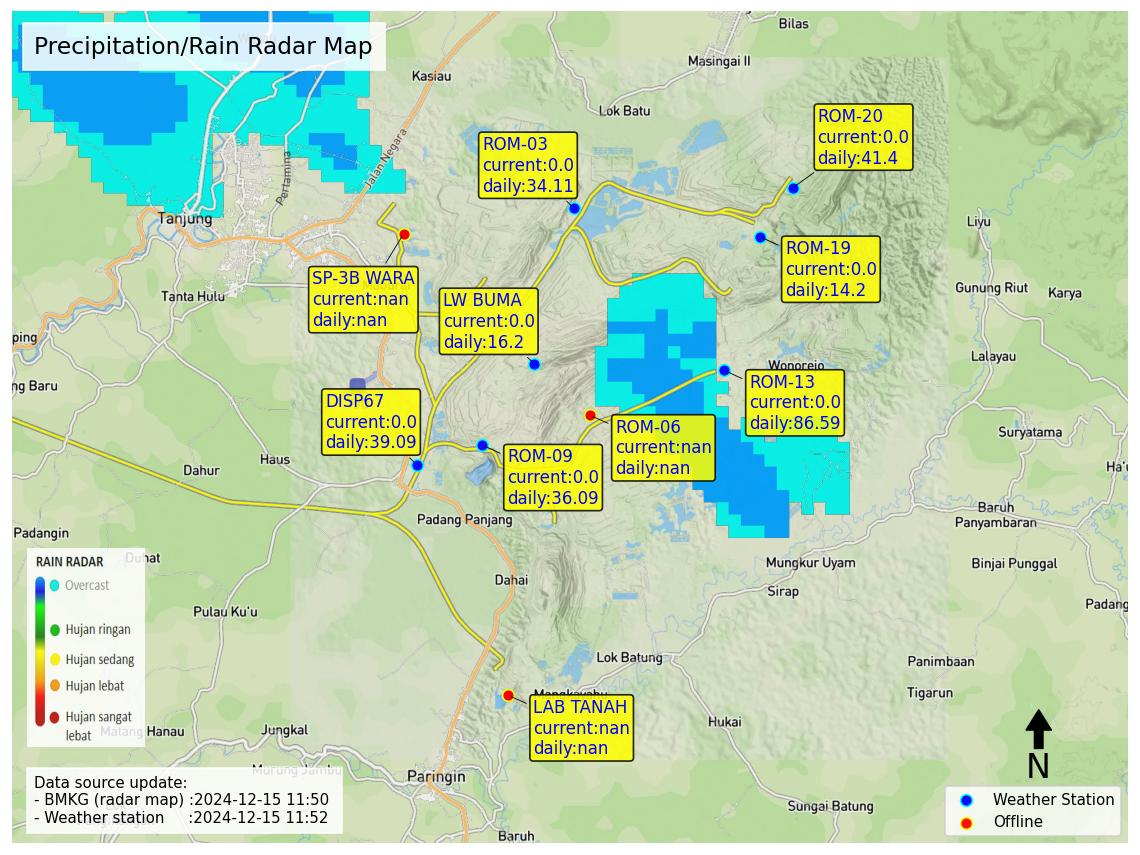 Precipitation/Rain Radar Map
Bilas
Masingai II
Kasiau
Lok Batu
ROM-20
current:0.0
daily:41.4
ROM-03
current:0.0
daily:34.11
Jalan Negara
Pertamina
Tanjung
Liyu
ROM-19
current:0.0
daily:14.2
SP-3B WARA
current:nan
daily:nan
Tanta Hulu
LW BUMA
current:0.0
daily:16.2
Gunung Riut
Karya
ping
ng Baru
Lalayau
Wonorejo
ROM-13
current:0.0
daily:86.59
DISP67
current:0.0
daily:39.09
ROM-06
current:nan
daily:nan
Suryatama
Haus
Dahur
ROM-09
current:0.0
daily:36.09
Ha'u
Padang Panjang
Baruh
Panyambaran
Padangin
Duhat
Binjai Punggal
Mungkur Uyam
Dahai
Sirap
Padang
Pulau Ku'u
RAIN RADAR
Overcast
Hujan ringan
Hujan sedang
Hujan lebat
Hujan sangat
lebat
Lok Batung
Panimbaan
Tigarun
LAB TANAH
current:nan
daily:nan
Hukai
Matang Hanau
Jungkal
Murung Jambu
Paringin
N
Sungai Batung
Baruh
Data source update:
- BMKG (radar map) :2024-12-15 11:50
- Weather station :2024-12-15 11:52
Weather Station
Offline